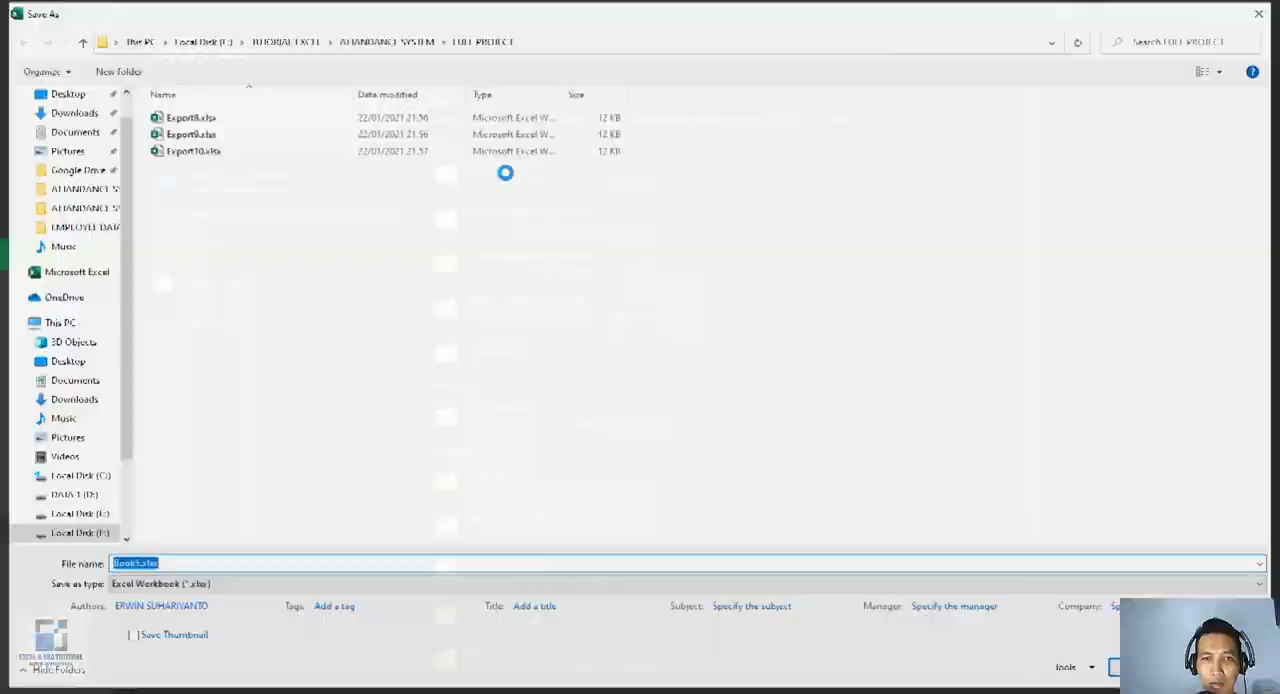 Save As
This PC > Local Disk (F:) > TUTORIAL EXCEL > ATTANDANCE SYSTEM > FULL PROJECT
Search FULL PROJECT
Organize
New folder
Name
Date modified
Type
Size
Export8.xlsx
22/01/2021 21:56
Microsoft Excel W...
12 KB
Export9.xlsx
22/01/2021 21:56
Microsoft Excel W...
12 KB
Export10.xlsx
22/01/2021 21:57
Microsoft Excel W...
12 KB
Desktop
Downloads
Documents
Pictures
Google Drive
ATTANDANCE S
ATTANDANCE S
EMPLOYEE DATA
Music
Microsoft Excel
OneDrive
This PC
3D Objects
Desktop
Documents
Downloads
Music
Pictures
Videos
Local Disk (C:)
DATA 1 (D:)
Local Disk (E:)
Local Disk (F:)
File name:
Book5.xlsx
Save as type:
Excel Workbook (*.xlsx)
Authors:
ERWIN SUHARIYANTO
Tags:
Add a tag
Title:
Add a title
Subject:
Specify the subject
Manager:
Specify the manager
Company:
Save Thumbnail
Hide Folders
Tools